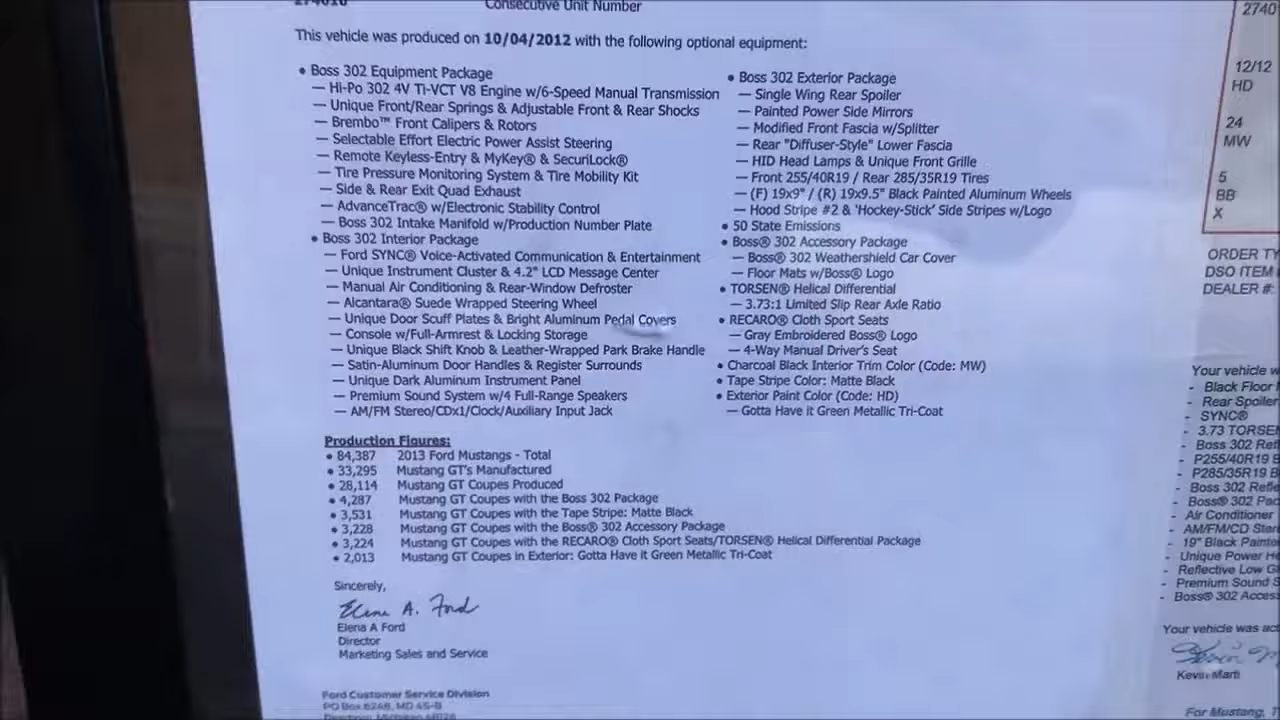 Consecutive Unit Number
This vehicle was produced on 10/04/2012 with the following optional equipment:
• Boss 302 Equipment Package
— Hi-Po 302 4V Ti-VCT V8 Engine w/6-Speed Manual Transmission
— Unique Front/Rear Springs & Adjustable Front & Rear Shocks
— Brembo™ Front Calipers & Rotors
— Selectable Effort Electric Power Assist Steering
— Remote Keyless-Entry & MyKey® & SecuriLock®
— Tire Pressure Monitoring System & Tire Mobility Kit
— Side & Rear Exit Quad Exhaust
— AdvanceTrac® w/Electronic Stability Control
— Boss 302 Intake Manifold w/Production Number Plate
• Boss 302 Interior Package
— Ford SYNC® Voice-Activated Communication & Entertainment
— Unique Instrument Cluster & 4.2" LCD Message Center
— Manual Air Conditioning & Rear-Window Defroster
— Alcantara® Suede Wrapped Steering Wheel
— Unique Door Scuff Plates & Bright Aluminum Pedal Covers
— Console w/Full-Armrest & Locking Storage
— Unique Black Shift Knob & Leather-Wrapped Park Brake Handle
— Satin-Aluminum Door Handles & Register Surrounds
— Unique Dark Aluminum Instrument Panel
— Premium Sound System w/4 Full-Range Speakers
— AM/FM Stereo/CDx1/Clock/Auxiliary Input Jack
• Boss 302 Exterior Package
— Single Wing Rear Spoiler
— Painted Power Side Mirrors
— Modified Front Fascia w/Splitter
— Rear "Diffuser-Style" Lower Fascia
— HID Head Lamps & Unique Front Grille
— Front 255/40R19 / Rear 285/35R19 Tires
— (F) 19x9" / (R) 19x9.5" Black Painted Aluminum Wheels
— Hood Stripe #2 & 'Hockey-Stick' Side Stripes w/Logo
• 50 State Emissions
• Boss® 302 Accessory Package
— Boss® 302 Weathershield Car Cover
— Floor Mats w/Boss® Logo
• TORSEN® Helical Differential
— 3.73:1 Limited Slip Rear Axle Ratio
• RECARO® Cloth Sport Seats
— Gray Embroidered Boss® Logo
— 4-Way Manual Driver's Seat
• Charcoal Black Interior Trim Color (Code: MW)
• Tape Stripe Color: Matte Black
• Exterior Paint Color (Code: HD)
— Gotta Have it Green Metallic Tri-Coat
Production Figures:
• 84,387 2013 Ford Mustangs - Total
• 33,295 Mustang GT's Manufactured
• 28,114 Mustang GT Coupes Produced
• 4,287 Mustang GT Coupes with the Boss 302 Package
• 3,531 Mustang GT Coupes with the Tape Stripe: Matte Black
• 3,228 Mustang GT Coupes with the Boss® 302 Accessory Package
• 3,224 Mustang GT Coupes with the RECARO® Cloth Sport Seats/TORSEN® Helical Differential Package
• 2,013 Mustang GT Coupes in Exterior: Gotta Have it Green Metallic Tri-Coat
Sincerely,
Elena A. Ford
Elena A Ford
Director
Marketing Sales and Service
Ford Customer Service Division
PO Box 6248, MD 4S-B
2740
12/12
HD
24
MW
5
BB
X
ORDER TY
DSO ITEM
DEALER #:
Your vehicle w
- Black Floor
- Rear Spoiler
- SYNC®
- 3.73 TORSEN
- Boss 302 Refl
- P255/40R19 B
- P285/35R19 B
- Boss 302 Refle
- Boss® 302 Pac
- Air Conditioner
- AM/FM/CD Ster
- 19" Black Painte
- Unique Power H
- Reflective Low G
- Premium Sound S
- Boss® 302 Access
Your vehicle was act
Kevin Marti
For Mustang, T